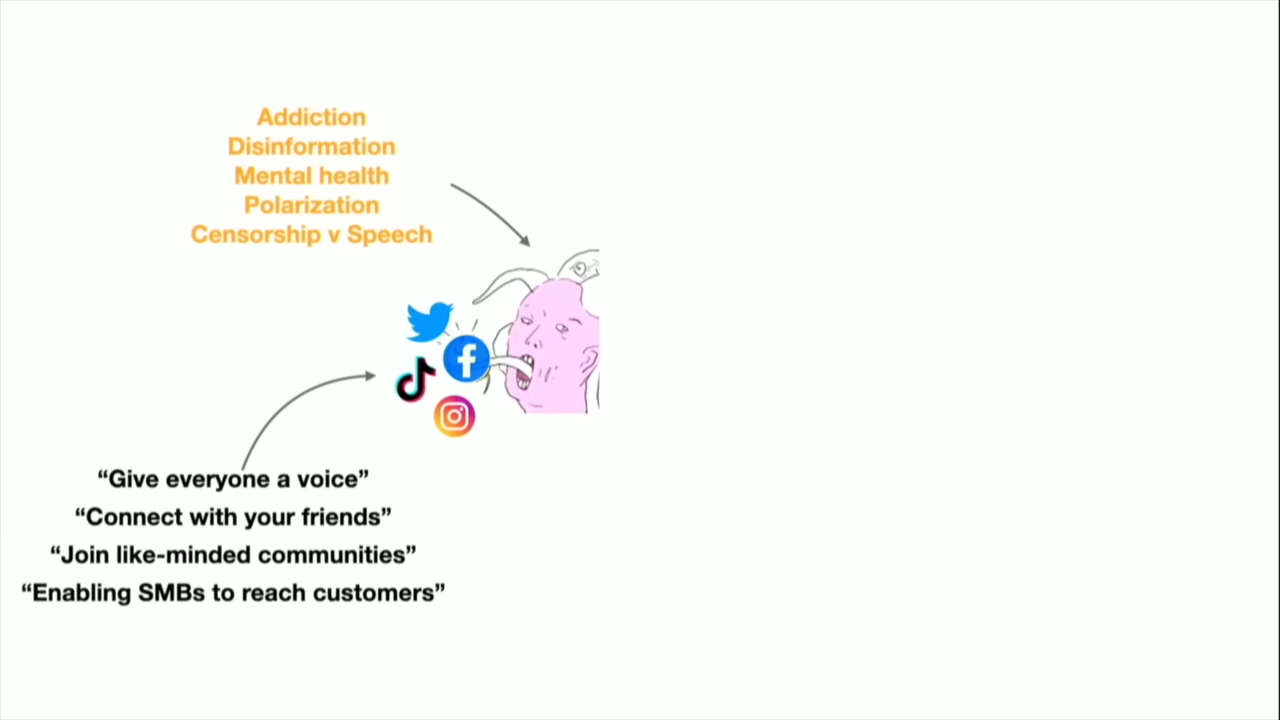 Addiction
Disinformation
Mental health
Polarization
Censorship v Speech
“Give everyone a voice”
“Connect with your friends”
“Join like-minded communities”
“Enabling SMBs to reach customers”